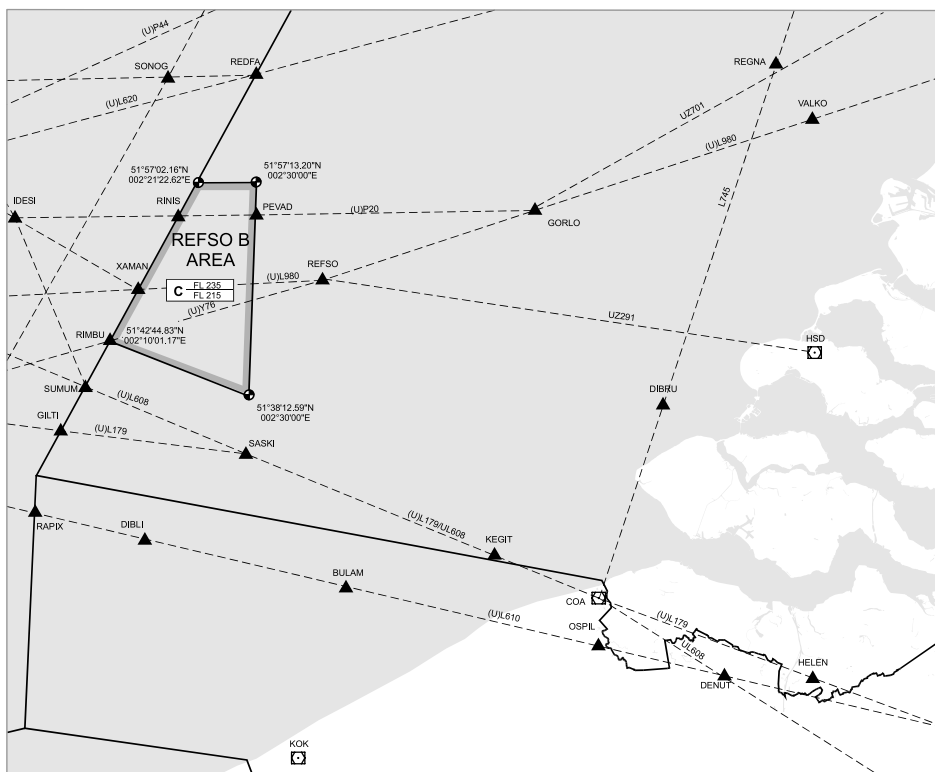 (U)P44
SONOG
REDFA
REGNA
(U)L620
UZ701
VALKO
(U)L980
51°57'02.16"N
002°21'22.62"E
51°57'13.20"N
002°30'00"E
L745
IDESI
RINIS
PEVAD
(U)P20
GORLO
REFSO B
AREA
XAMAN
REFSO
(U)L980
C
FL 235
FL 215
(U)Y76
UZ291
RIMBU
51°42'44.83"N
002°10'01.17"E
HSD
SUMUM
(U)L608
DIBRU
51°38'12.59"N
002°30'00"E
GILTI
(U)L179
SASKI
RAPIX
DIBLI
(U)L179/UL608
KEGIT
BULAM
COA
(U)L610
(U)L179
OSPIL
UL608
HELEN
DENUT
KOK